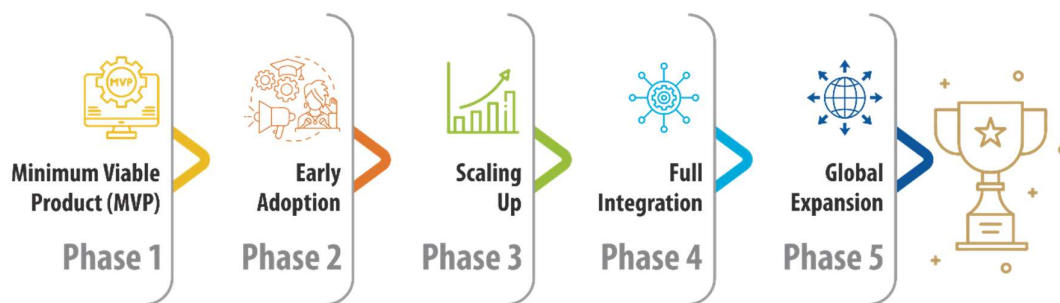 MVP
Minimum Viable
Product (MVP)
Phase 1
Early
Adoption
Phase 2
Scaling
Up
Phase 3
Full
Integration
Phase 4
Global
Expansion
Phase 5